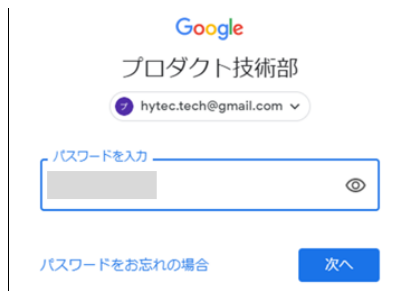 Google
プロダクト技術部
プ hytec.tech@gmail.com
パスワードを入力
パスワードをお忘れの場合 次へ